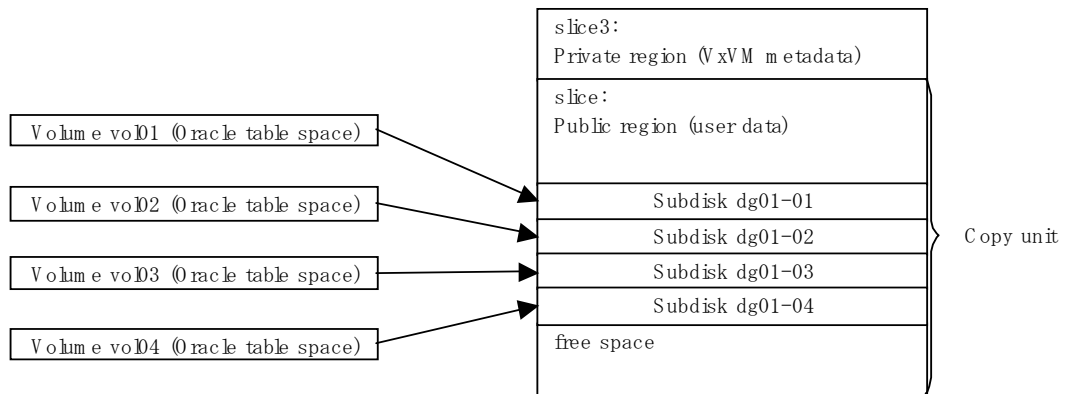 slice3:
Private region (VxVM metadata)
slice:
Public region (user data)
Volume vol01 (Oracle table space)
Volume vol02 (Oracle table space)
Volume vol03 (Oracle table space)
Volume vol04 (Oracle table space)
Subdisk dg01-01
Subdisk dg01-02
Subdisk dg01-03
Subdisk dg01-04
free space
Copy unit